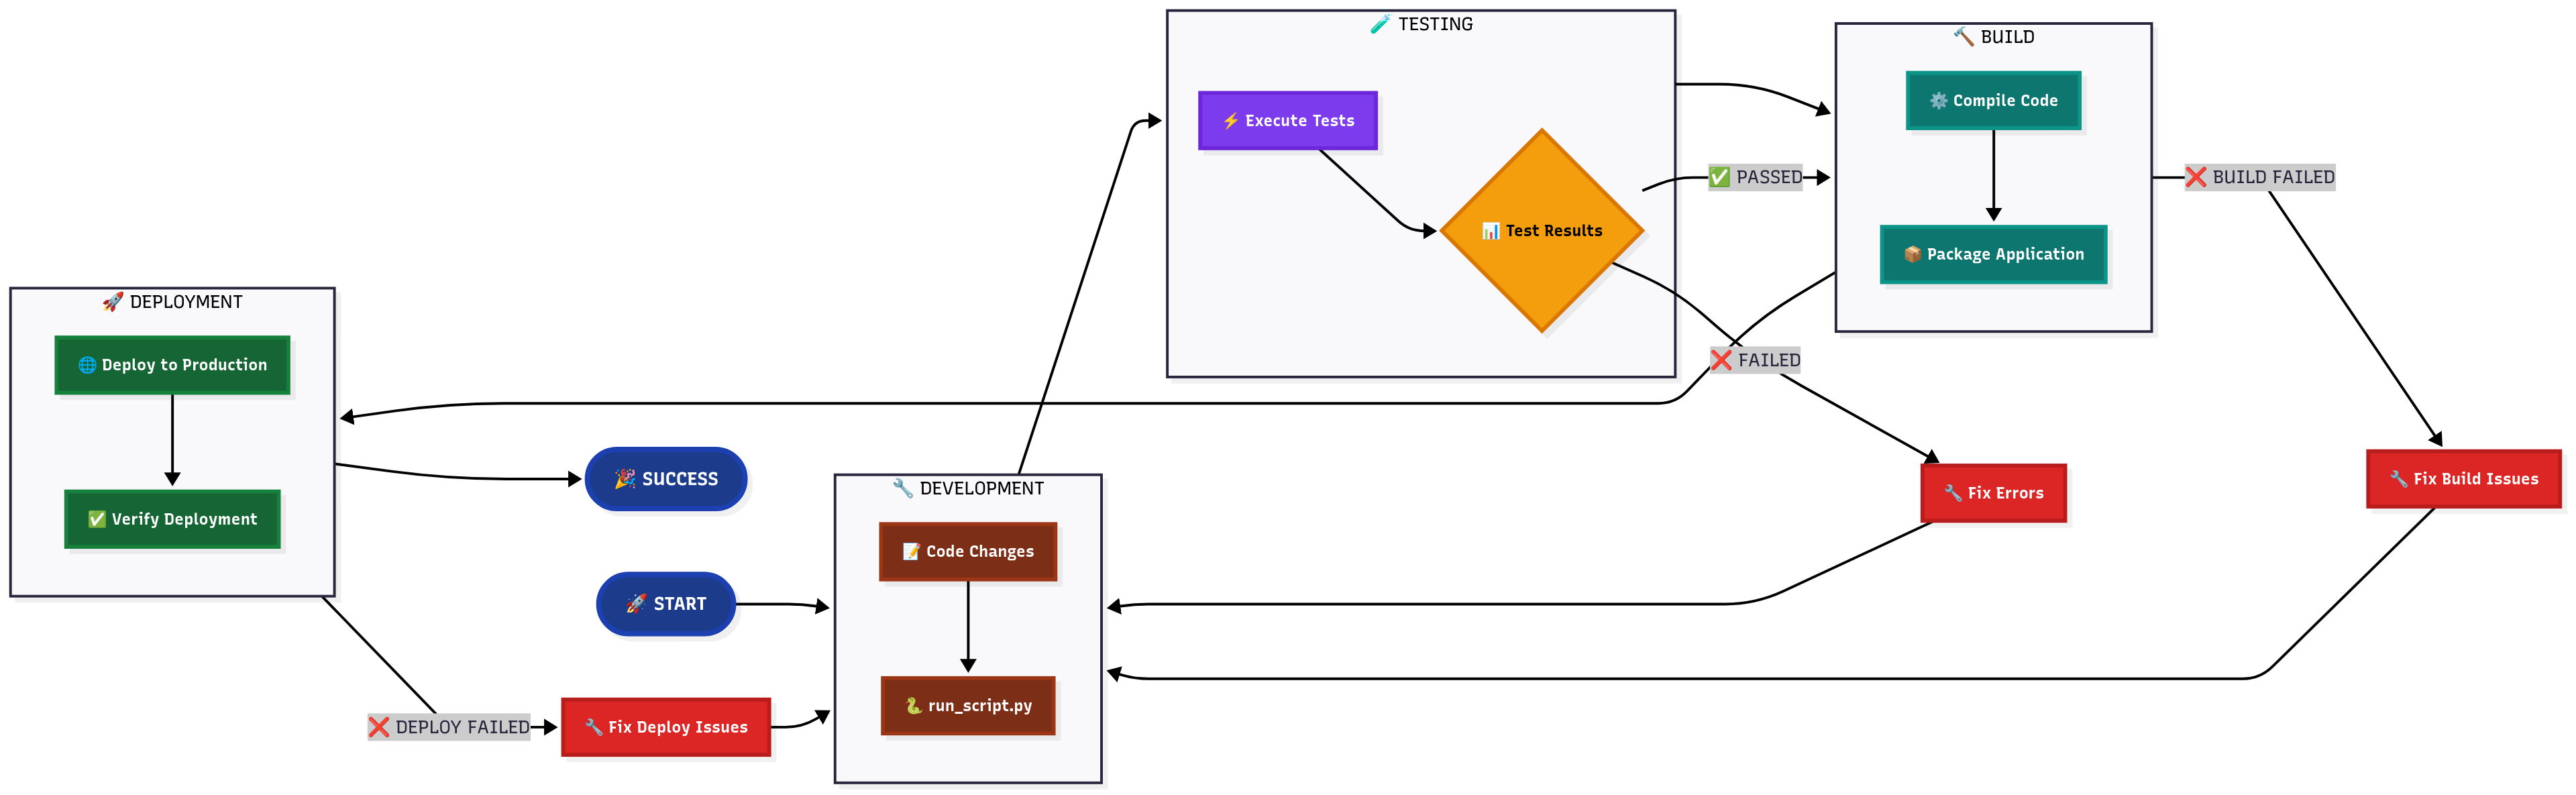 🧪 TESTING
⚡ Execute Tests
📊 Test Results
✅ PASSED
❌ FAILED
🔨 BUILD
⚙️ Compile Code
📦 Package Application
❌ BUILD FAILED
🚀 DEPLOYMENT
🌐 Deploy to Production
✅ Verify Deployment
🎉 SUCCESS
🚀 START
❌ DEPLOY FAILED
🔧 Fix Deploy Issues
🔧 DEVELOPMENT
📝 Code Changes
🐍 run_script.py
🔧 Fix Errors
🔧 Fix Build Issues